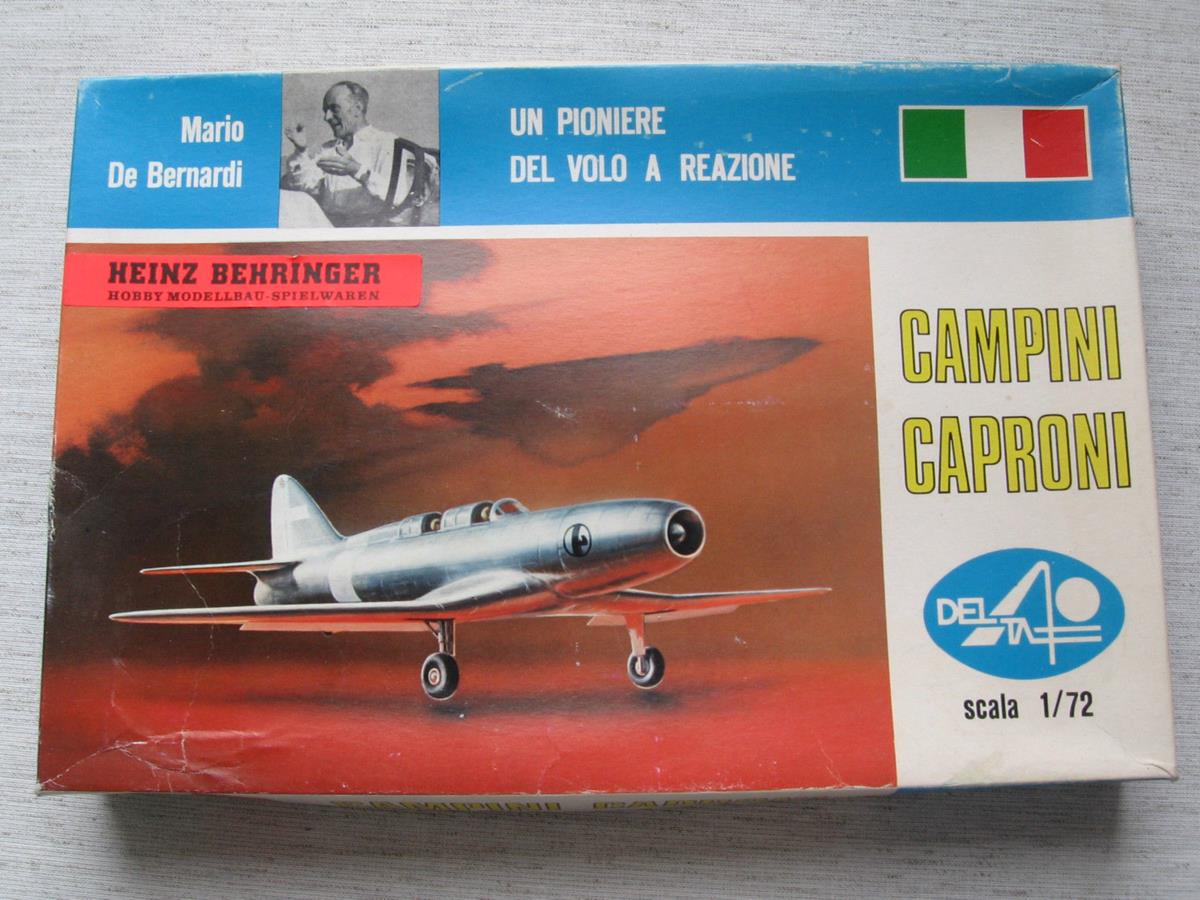 Mario
De Bernardi
UN PIONIERE
DEL VOLO A REAZIONE
HEINZ BEHRINGER
HOBBY MODELLBAU-SPIELWAREN
CAMPINI
CAPRONI
DELTA
scala 1/72
CAMPINI